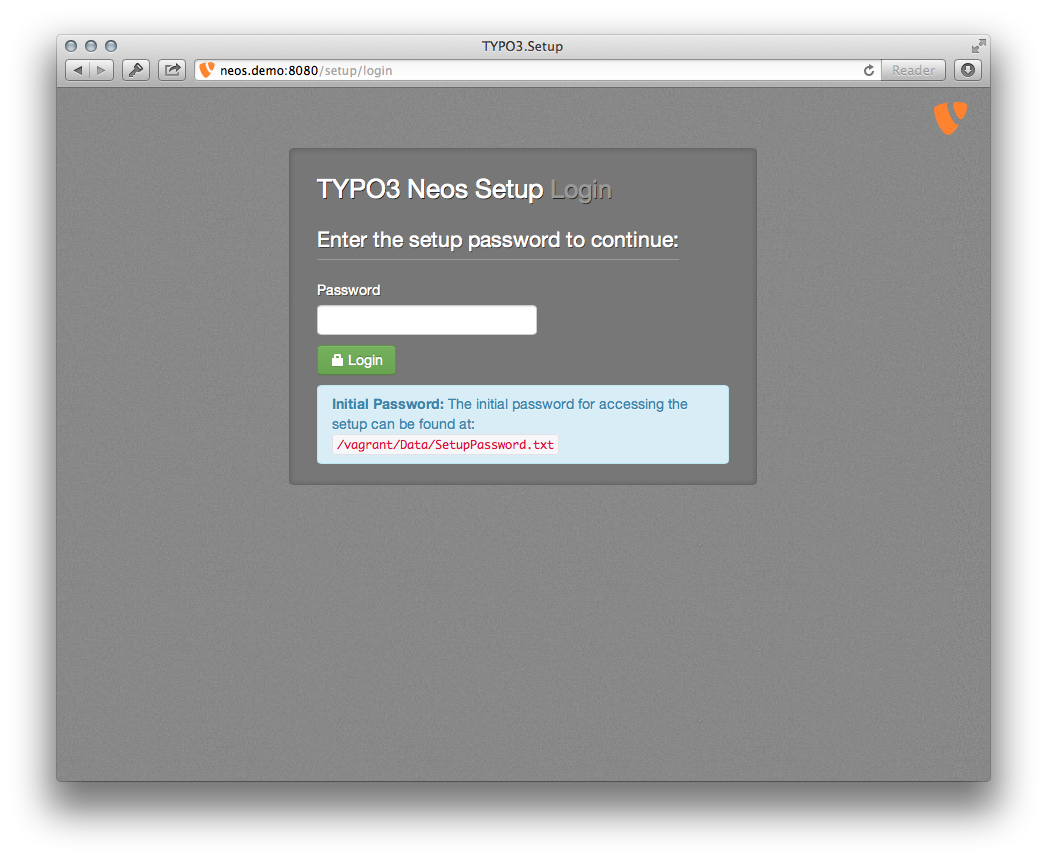 TYPO3.Setup
neos.demo:8080/setup/login
Reader
TYPO3 Neos Setup Login
Enter the setup password to continue:
Password
Login
Initial Password: The initial password for accessing the
setup can be found at:
/vagrant/Data/SetupPassword.txt